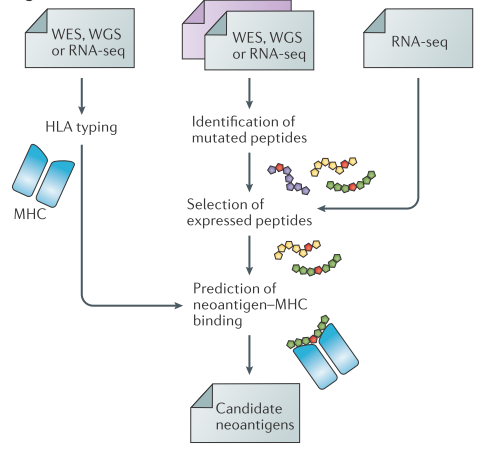 WES, WGS
or RNA-seq
WES, WGS
or RNA-seq
RNA-seq
HLA typing
Identification of
mutated peptides
MHC
Selection of
expressed peptides
Prediction of
neoantigen–MHC
binding
Candidate
neoantigens